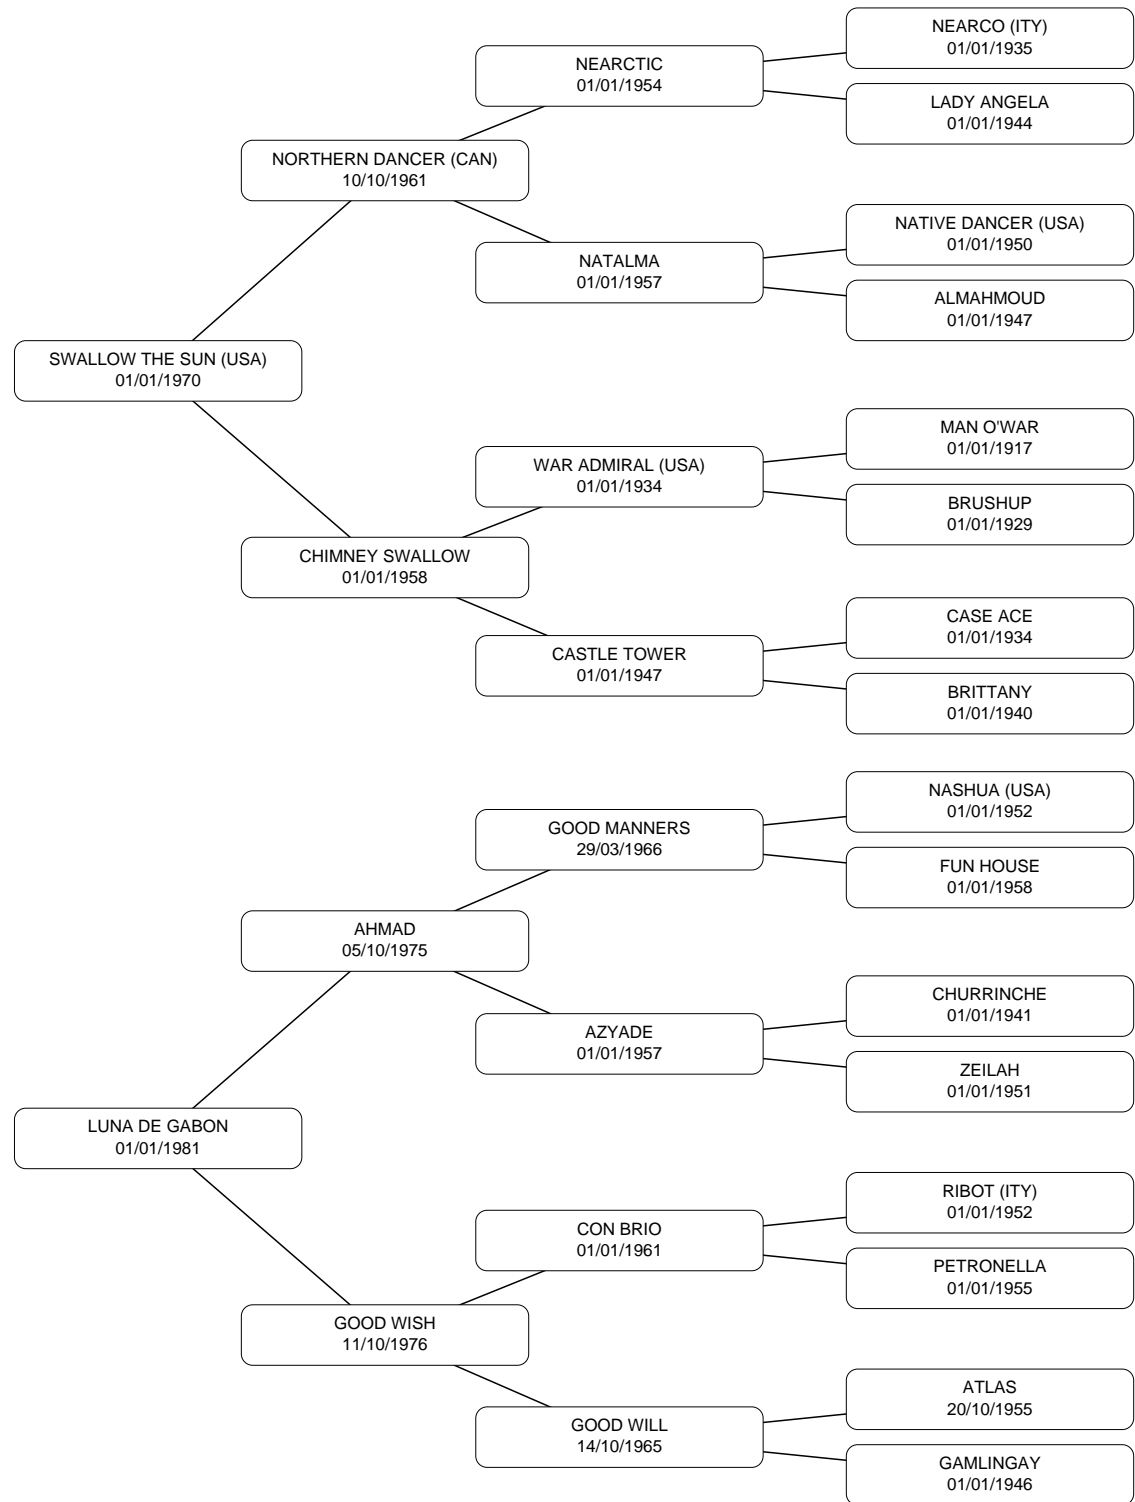 NEARCO (ITY)
01/01/1935
NEARCTIC
01/01/1954
LADY ANGELA
01/01/1944
NORTHERN DANCER (CAN)
10/10/1961
NATIVE DANCER (USA)
01/01/1950
NATALMA
01/01/1957
ALMAHMOUD
01/01/1947
SWALLOW THE SUN (USA)
01/01/1970
MAN O'WAR
01/01/1917
WAR ADMIRAL (USA)
01/01/1934
BRUSHUP
01/01/1929
CHIMNEY SWALLOW
01/01/1958
CASE ACE
01/01/1934
CASTLE TOWER
01/01/1947
BRITTANY
01/01/1940
NASHUA (USA)
01/01/1952
GOOD MANNERS
29/03/1966
FUN HOUSE
01/01/1958
AHMAD
05/10/1975
CHURRINCHE
01/01/1941
AZYADE
01/01/1957
ZEILAH
01/01/1951
LUNA DE GABON
01/01/1981
RIBOT (ITY)
01/01/1952
CON BRIO
01/01/1961
PETRONELLA
01/01/1955
GOOD WISH
11/10/1976
ATLAS
20/10/1955
GOOD WILL
14/10/1965
GAMLINGAY
01/01/1946